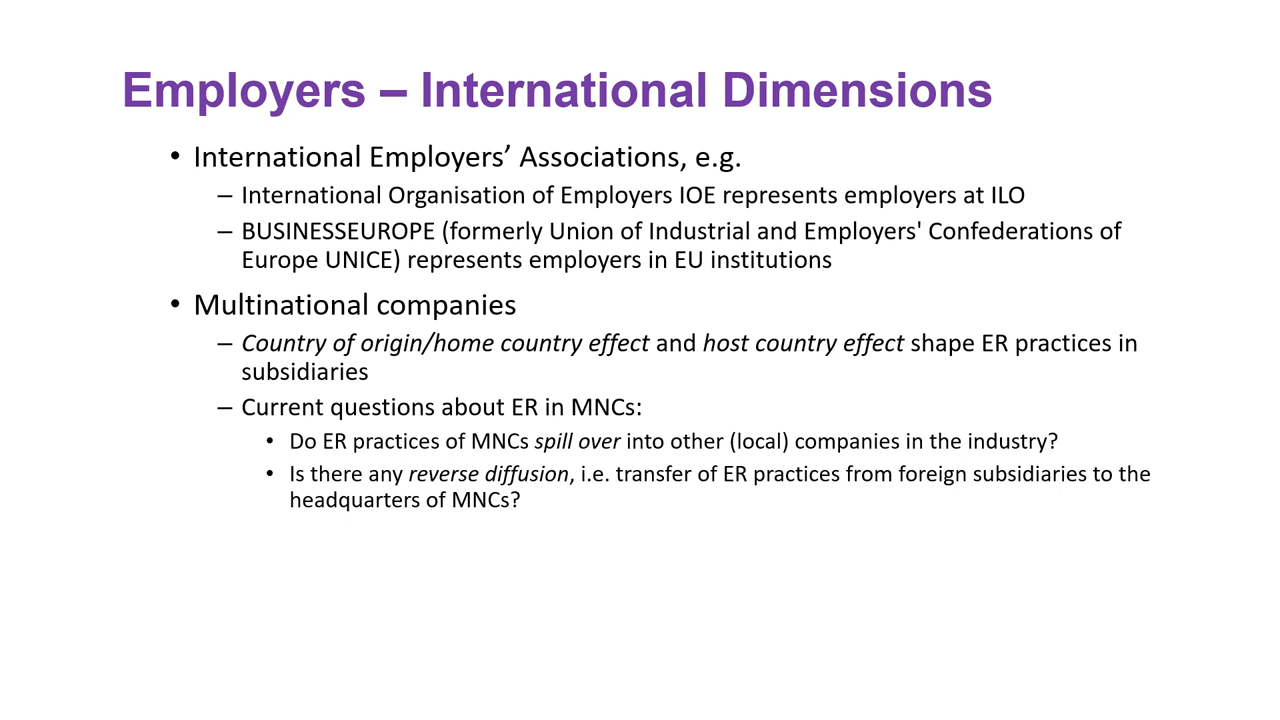 Employers – International Dimensions
• International Employers’ Associations, e.g.
– International Organisation of Employers IOE represents employers at ILO
– BUSINESSEUROPE (formerly Union of Industrial and Employers' Confederations of
Europe UNICE) represents employers in EU institutions
• Multinational companies
– Country of origin/home country effect and host country effect shape ER practices in
subsidiaries
– Current questions about ER in MNCs:
• Do ER practices of MNCs spill over into other (local) companies in the industry?
• Is there any reverse diffusion, i.e. transfer of ER practices from foreign subsidiaries to the
headquarters of MNCs?